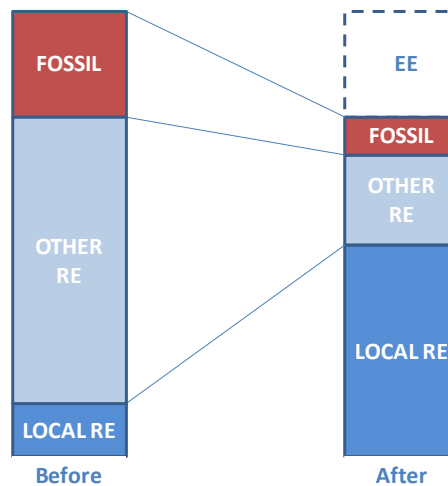 FOSSIL
OTHER
RE
LOCAL RE
Before
EE
FOSSIL
OTHER
RE
LOCAL RE
After